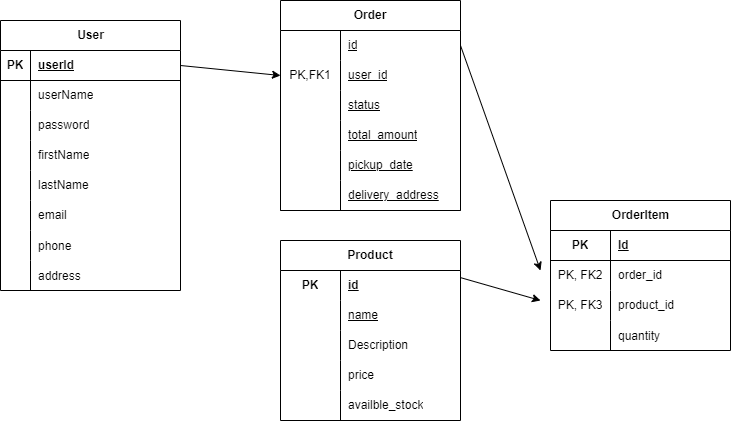 User
PK userId
userName
password
firstName
lastName
email
phone
address
Order
id
PK,FK1 user_id
status
total_amount
pickup_date
delivery_address
Product
PK id
name
Description
price
availble_stock
OrderItem
PK Id
PK, FK2 order_id
PK, FK3 product_id
quantity